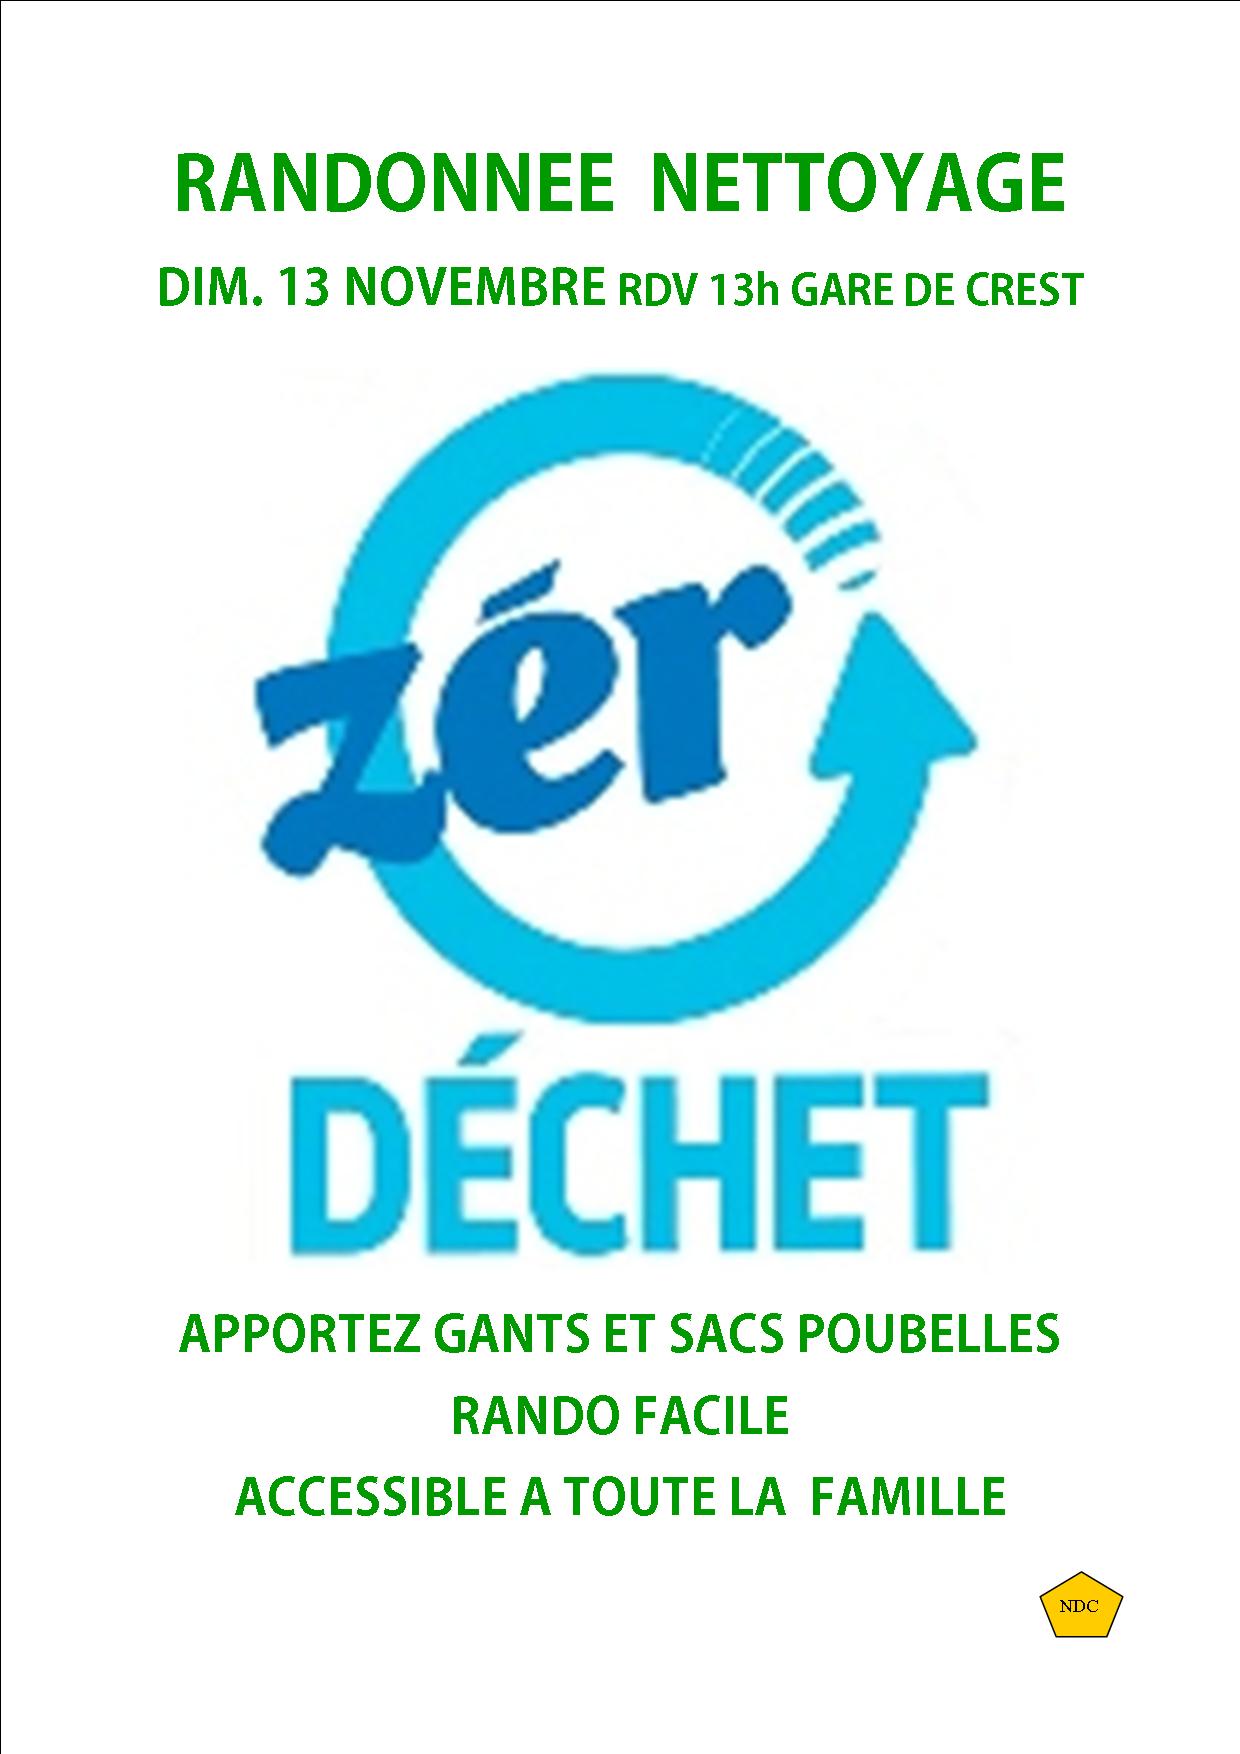 RANDONNEE NETTOYAGE
DIM. 13 NOVEMBRE RDV 13h GARE DE CREST
zér
DÉCHET
APPORTEZ GANTS ET SACS POUBELLES
RANDO FACILE
ACCESSIBLE A TOUTE LA FAMILLE
NDC